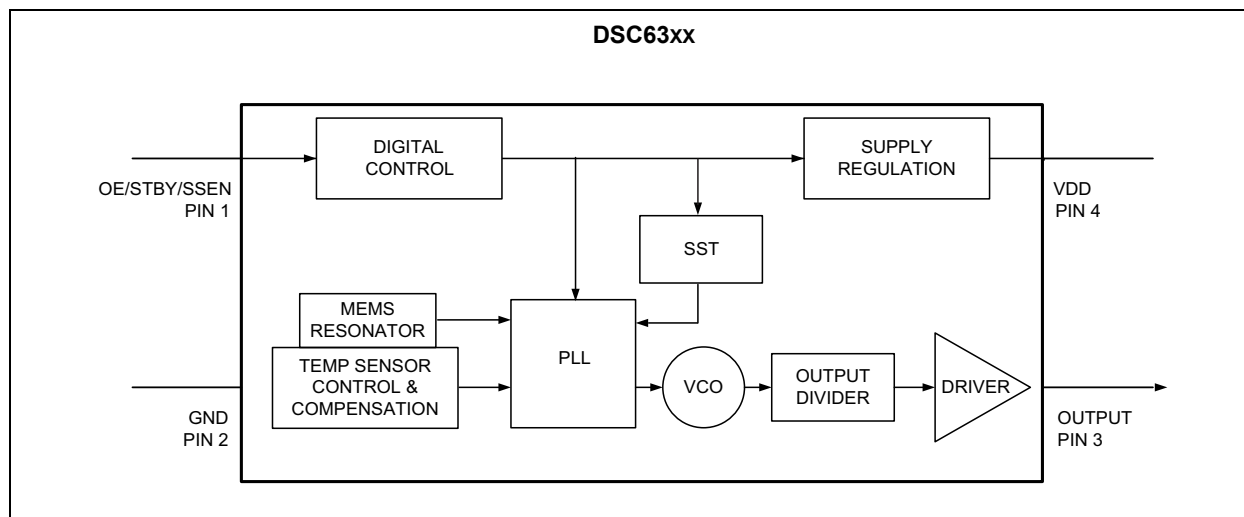 DSC63xx
DIGITAL
CONTROL
SUPPLY
REGULATION
OE/STBY/SSEN
PIN 1
VDD
PIN 4
SST
MEMS
RESONATOR
PLL
TEMP SENSOR
CONTROL &
COMPENSATION
VCO
OUTPUT
DIVIDER
DRIVER
GND
PIN 2
OUTPUT
PIN 3